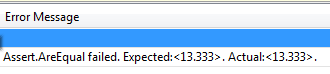 Error Message
Assert.AreEqual failed. Expected:<13.333>. Actual:<13.333>.